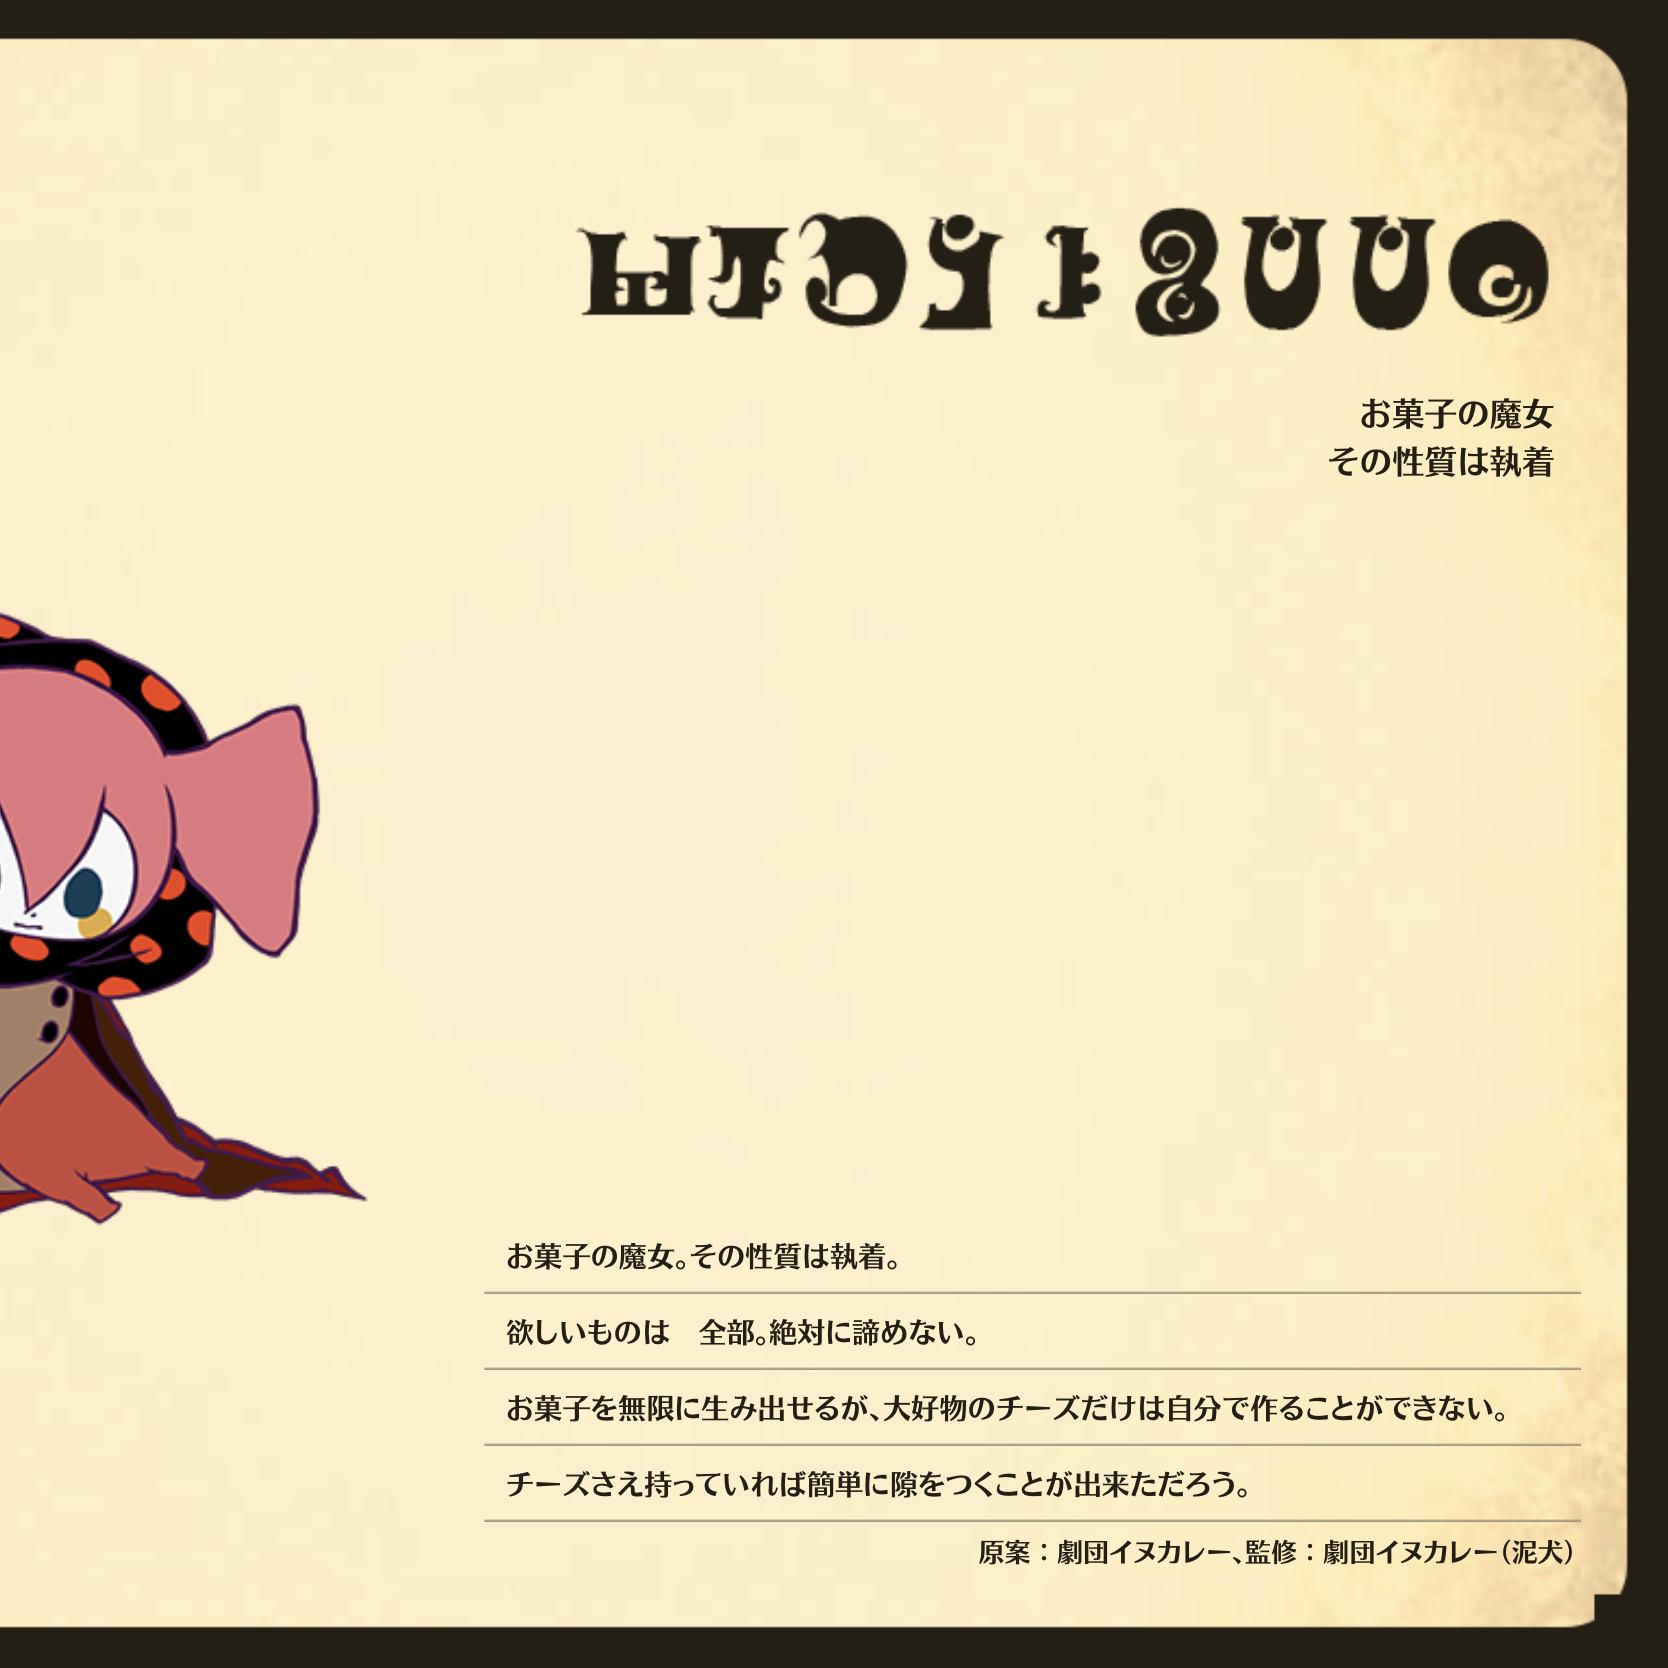 お菓子の魔女
その性質は執着
お菓子の魔女。その性質は執着。
欲しいものは　全部。絶対に諦めない。
お菓子を無限に生み出せるが、大好物のチーズだけは自分で作ることができない。
チーズさえ持っていれば簡単に隙をつくことが出来ただろう。
原案：劇団イヌカレー、監修：劇団イヌカレー（泥犬）